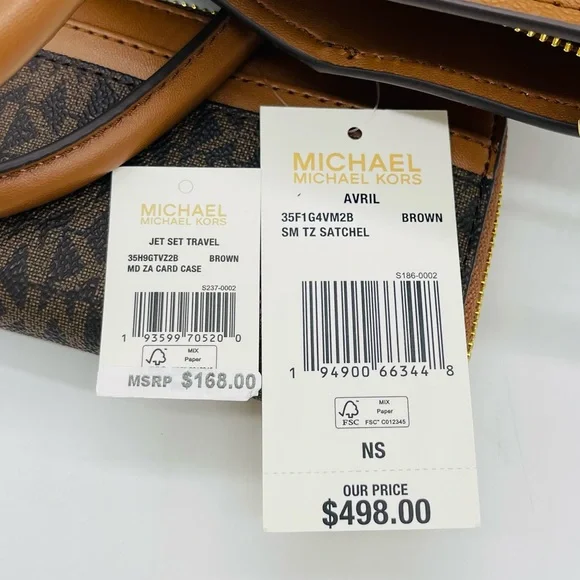 MICHAEL
MICHAEL KORS
JET SET TRAVEL
35H9GTVZ2B BROWN
MD ZA CARD CASE
S237-0002
1 93599 70520 0
MIX
Paper
MSRP $168.00
MICHAEL
MICHAEL KORS
AVRIL
35F1G4VM2B BROWN
SM TZ SATCHEL
S186-0002
1 94900 66344 8
MIX
Paper
FSC FSC® C012345
NS
OUR PRICE
$498.00